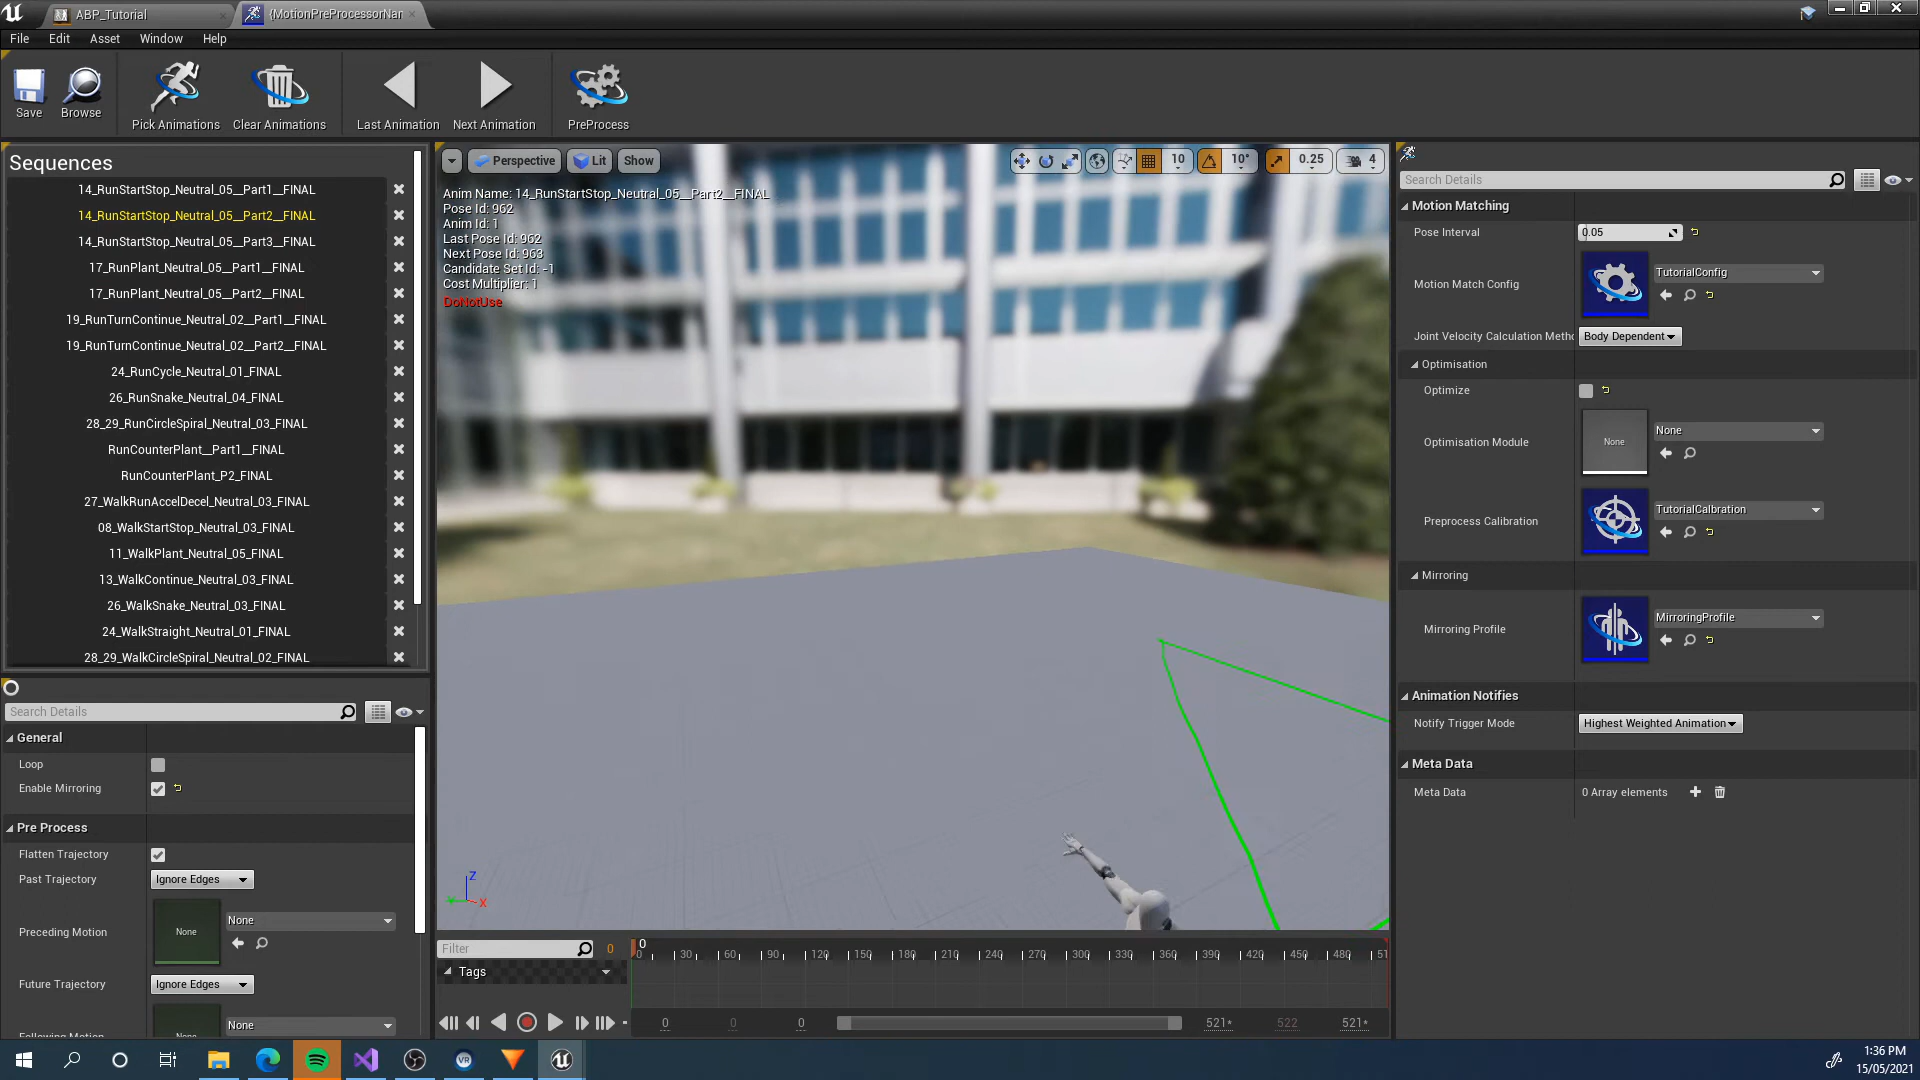 ABP_Tutorial
{MotionPreProcessorNar
File Edit Asset Window Help
Save
Browse
Pick Animations
Clear Animations
Last Animation
Next Animation
PreProcess
Sequences
14_RunStartStop_Neutral_05__Part1__FINAL
14_RunStartStop_Neutral_05__Part2__FINAL
14_RunStartStop_Neutral_05__Part3__FINAL
17_RunPlant_Neutral_05__Part1__FINAL
17_RunPlant_Neutral_05__Part2__FINAL
19_RunTurnContinue_Neutral_02__Part1__FINAL
19_RunTurnContinue_Neutral_02__Part2__FINAL
24_RunCycle_Neutral_01_FINAL
26_RunSnake_Neutral_04_FINAL
28_29_RunCircleSpiral_Neutral_03_FINAL
RunCounterPlant__Part1__FINAL
RunCounterPlant_P2_FINAL
27_WalkRunAccelDecel_Neutral_03_FINAL
08_WalkStartStop_Neutral_03_FINAL
11_WalkPlant_Neutral_05_FINAL
13_WalkContinue_Neutral_03_FINAL
26_WalkSnake_Neutral_03_FINAL
24_WalkStraight_Neutral_01_FINAL
28_29_WalkCircleSpiral_Neutral_02_FINAL
Search Details
General
Loop
Enable Mirroring
Pre Process
Flatten Trajectory
Past Trajectory Ignore Edges
Preceding Motion None None
Future Trajectory Ignore Edges
None
Perspective Lit Show
10 10° 0.25 4
Anim Name: 14_RunStartStop_Neutral_05__Part2__FINAL
Pose Id: 962
Anim Id: 1
Last Pose Id: 962
Next Pose Id: 963
Candidate Set Id: -1
Cost Multiplier: 1
DoNotUse
Z
Y
X
Filter 0
0
0 30 60 90 120 150 180 210 240 270 300 330 360 390 420 450 480 51
Tags
0 0 0 521* 522 521*
Search Details
Motion Matching
Pose Interval 0.05
Motion Match Config TutorialConfig
Joint Velocity Calculation Metho Body Dependent
Optimisation
Optimize
Optimisation Module None None
Preprocess Calibration TutorialCalbration
Mirroring
Mirroring Profile MirroringProfile
Animation Notifies
Notify Trigger Mode Highest Weighted Animation
Meta Data
Meta Data 0 Array elements
VR
1:36 PM
15/05/2021